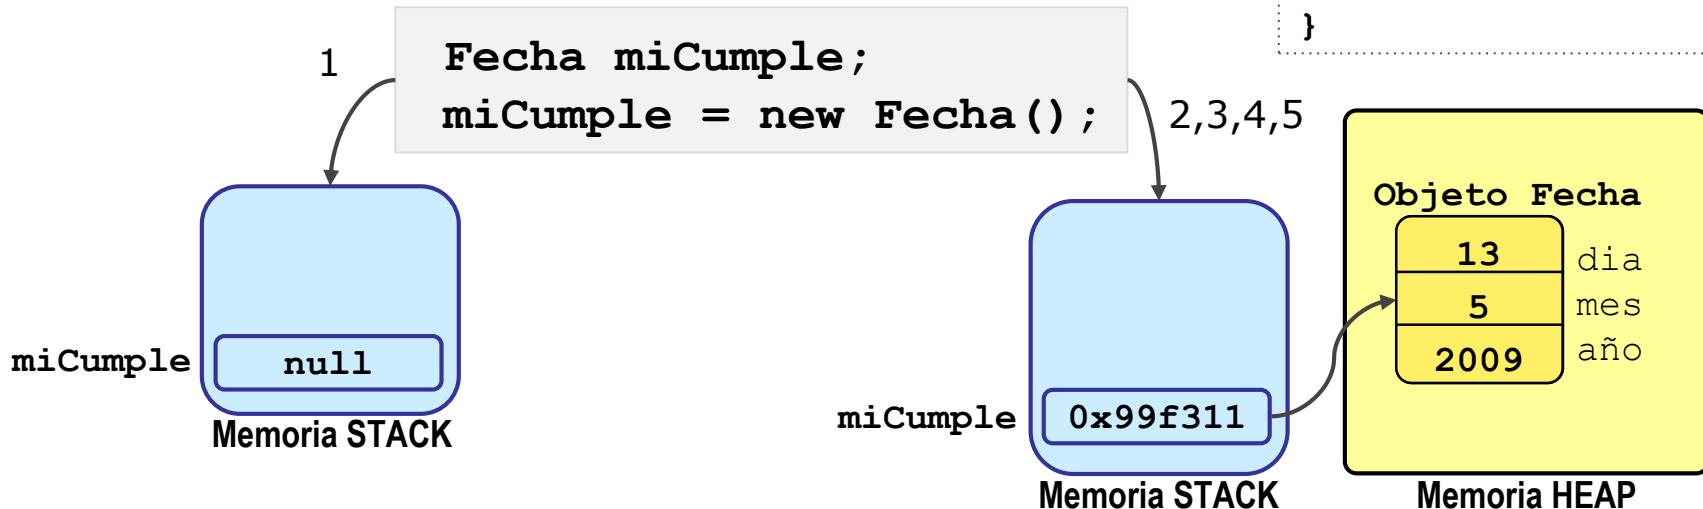 }
1
Fecha miCumple;
miCumple = new Fecha();
2,3,4,5
Objeto Fecha
13 dia
5 mes
2009 año
miCumple null
Memoria STACK
miCumple 0x99f311
Memoria STACK
Memoria HEAP